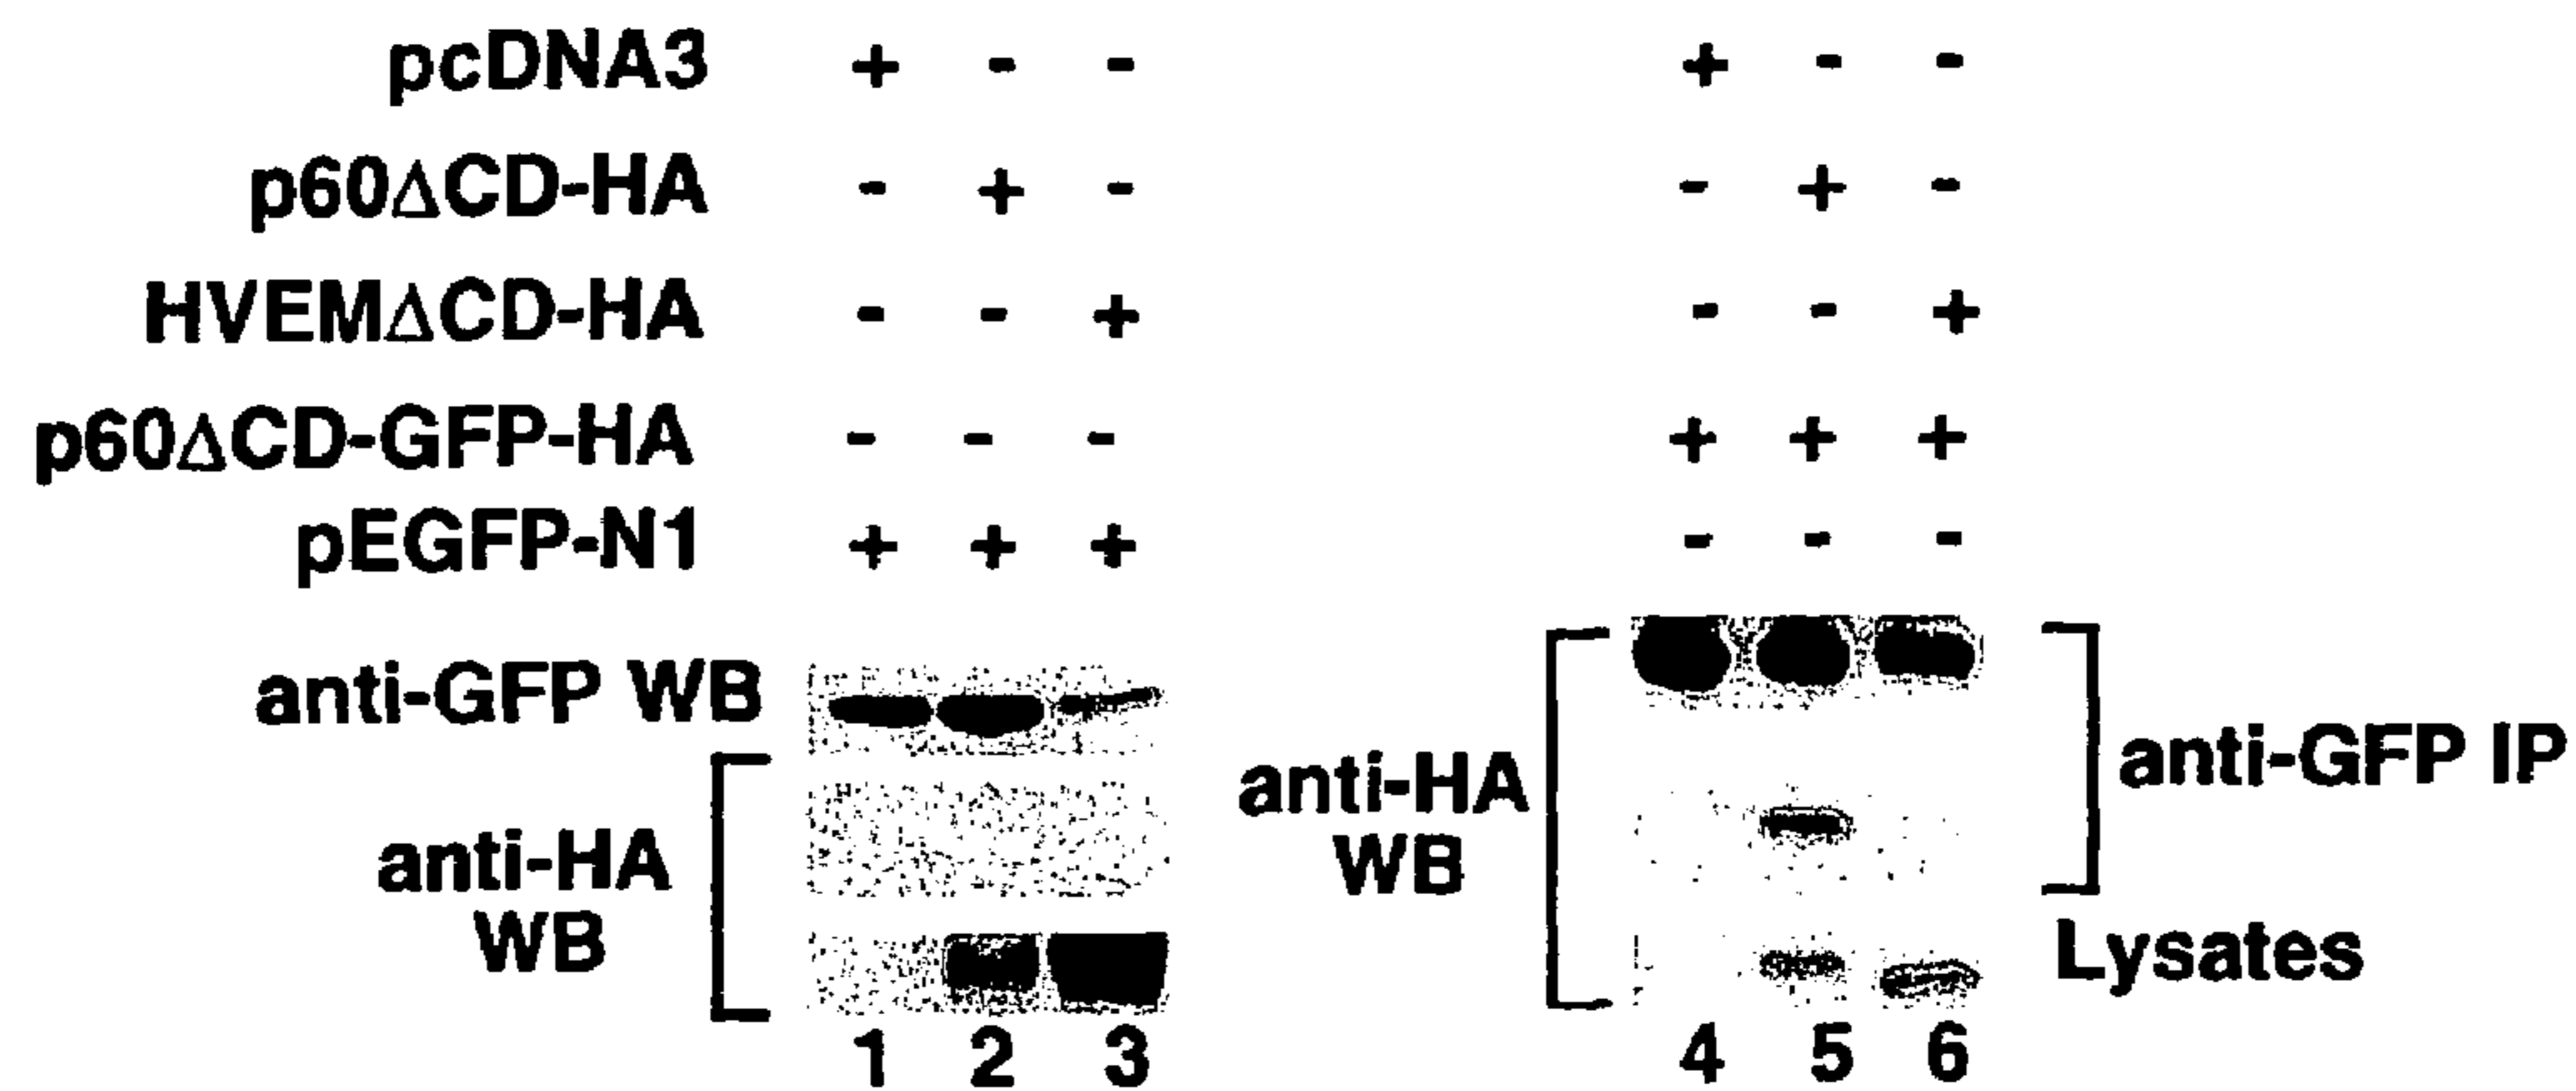 pcDNA3 + - - + - -
p60ΔCD-HA - + - - + -
HVEMΔCD-HA - - + - - +
p60ΔCD-GFP-HA - - - + + +
pEGFP-N1 + + + - - -
anti-GFP WB
anti-HA
WB
anti-HA
WB
anti-GFP IP
Lysates
1 2 3 4 5 6